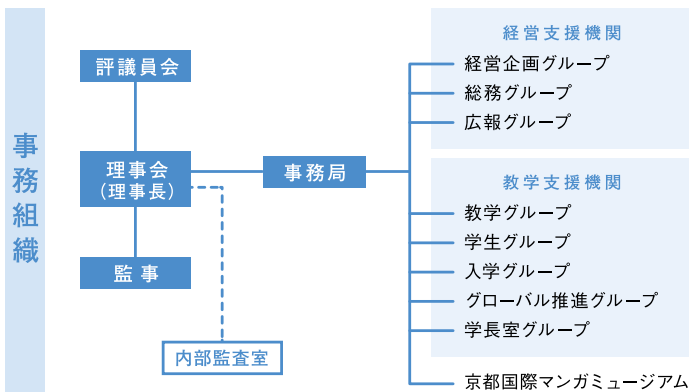 事務組織
評議員会
理事会
（理事長）
監事
内部監査室
事務局
経営支援機関
経営企画グループ
総務グループ
広報グループ
教学支援機関
教学グループ
学生グループ
入学グループ
グローバル推進グループ
学長室グループ
京都国際マンガミュージアム